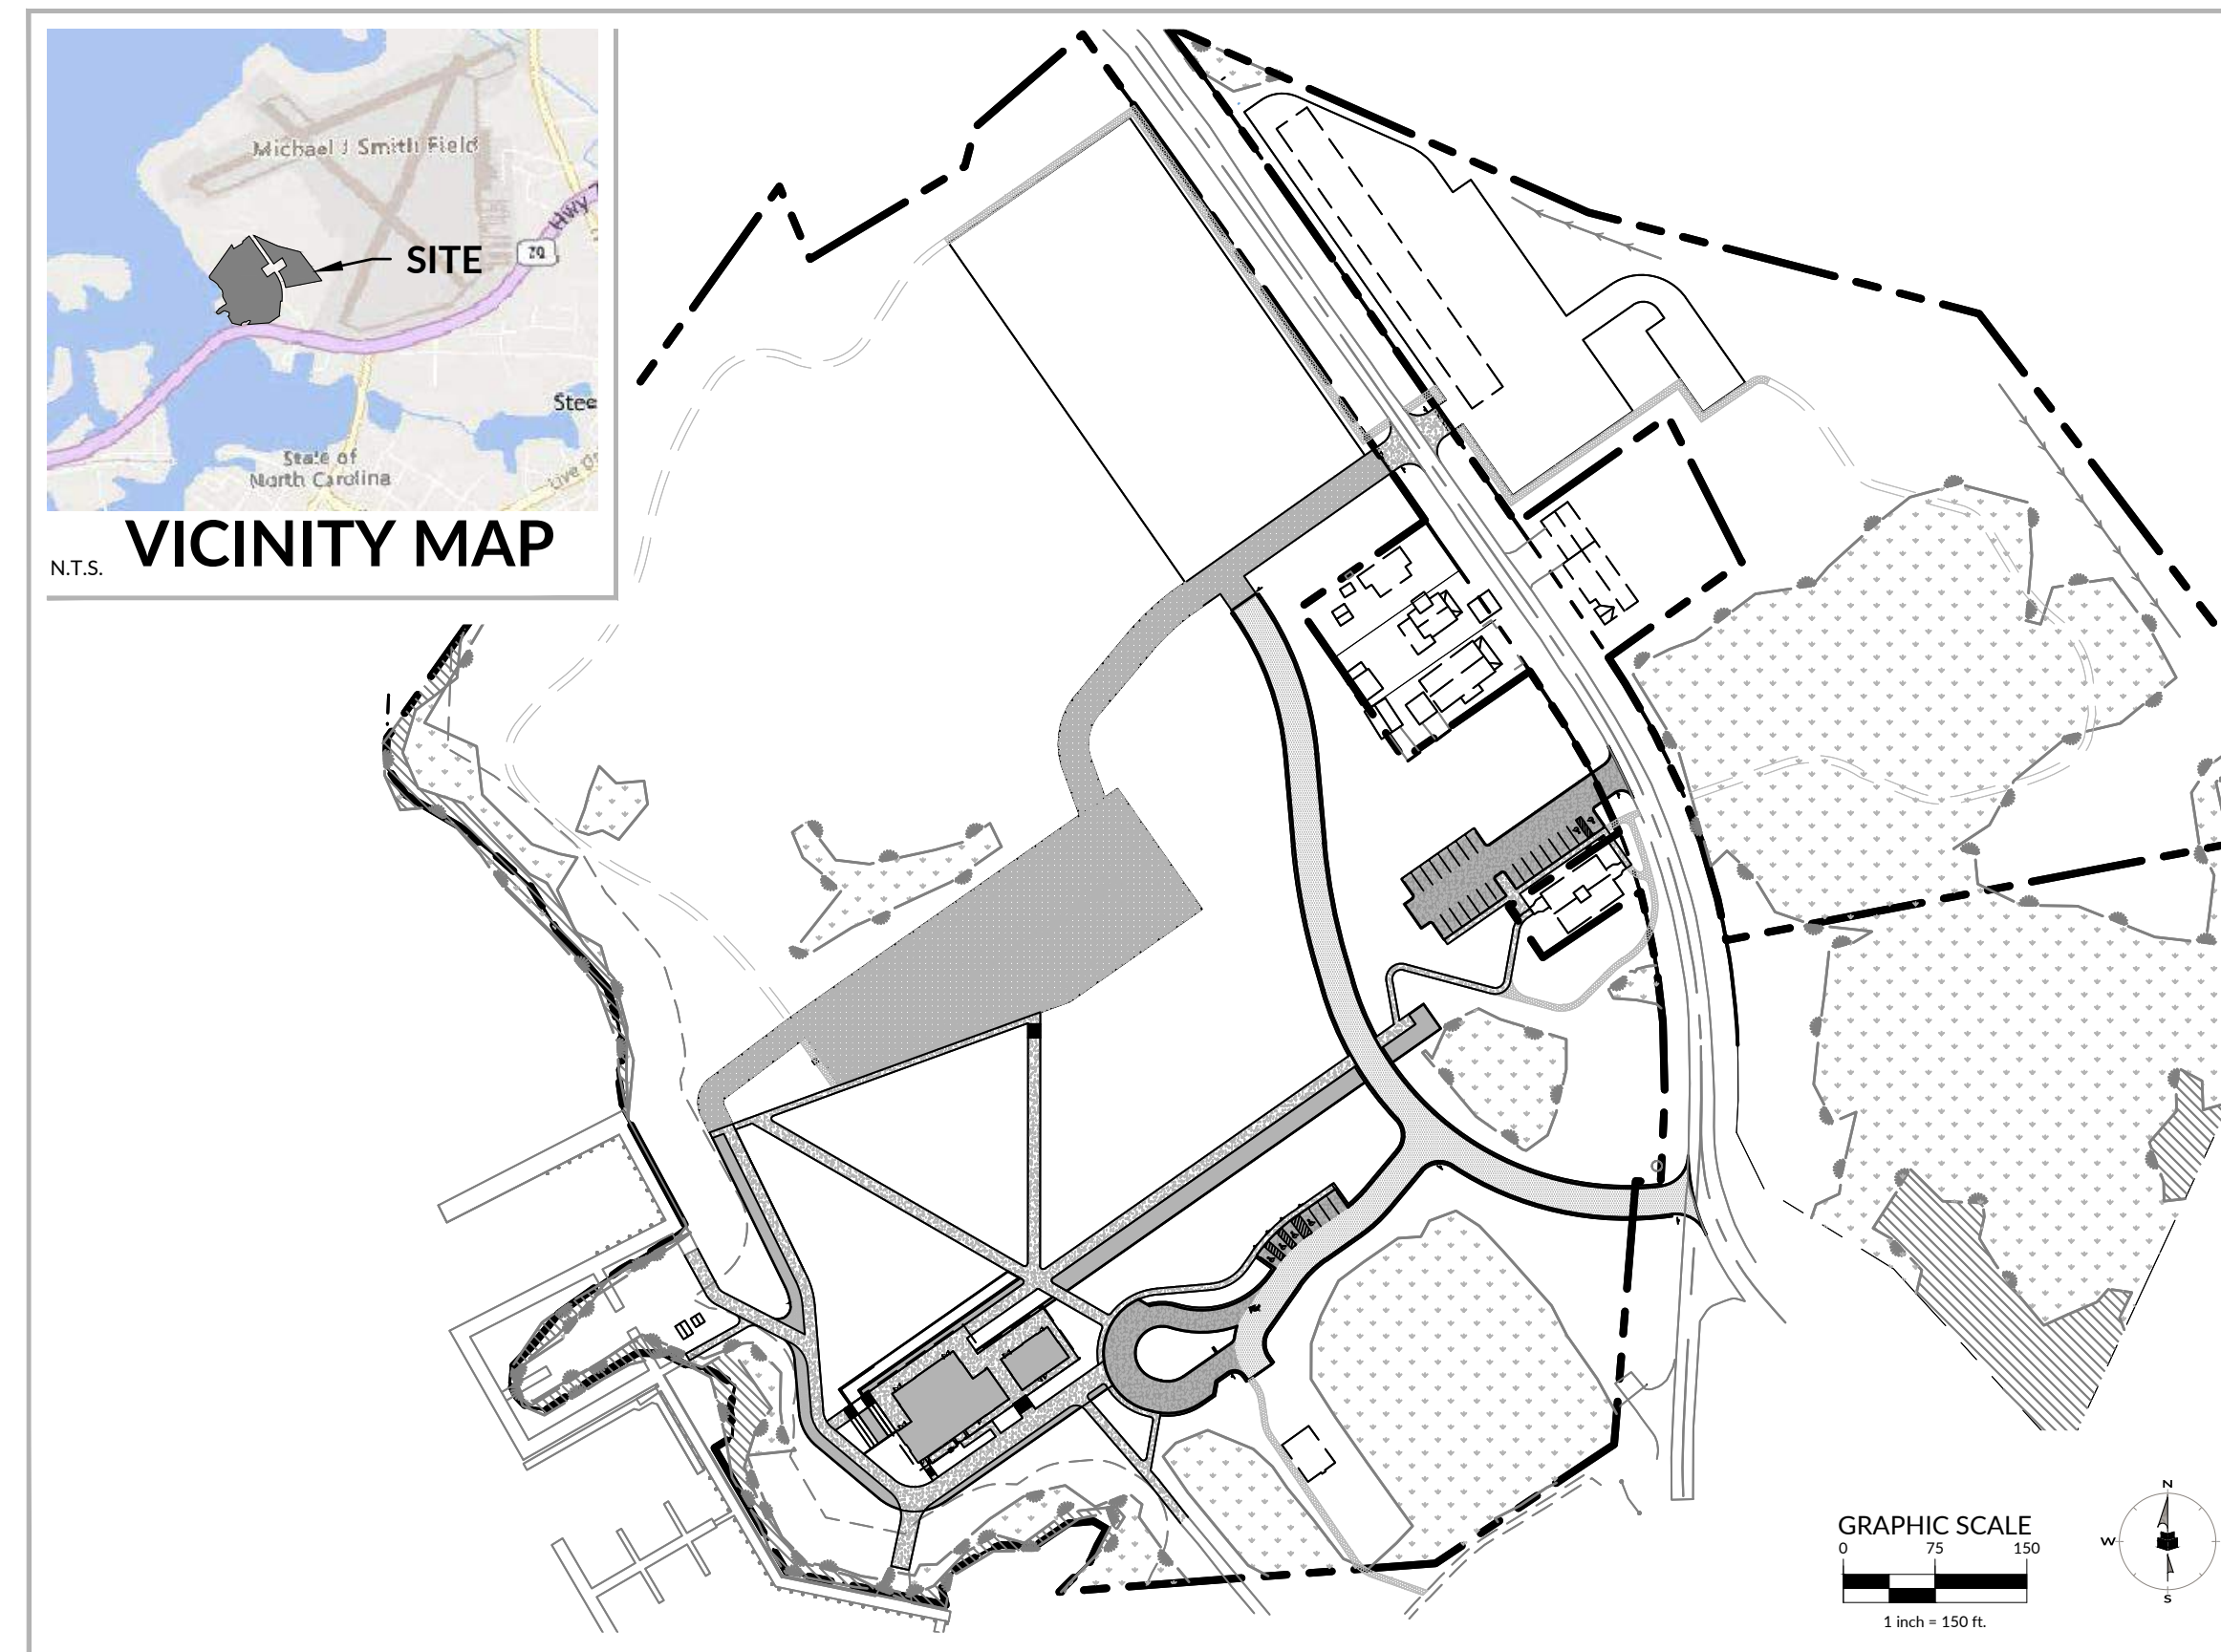 Michael J Smith Field
Hwy
70
SITE
State of
North Carolina
Live
VICINITY MAP
N.T.S.
GRAPHIC SCALE
0 75 150
1 inch = 150 ft.
N
W
S